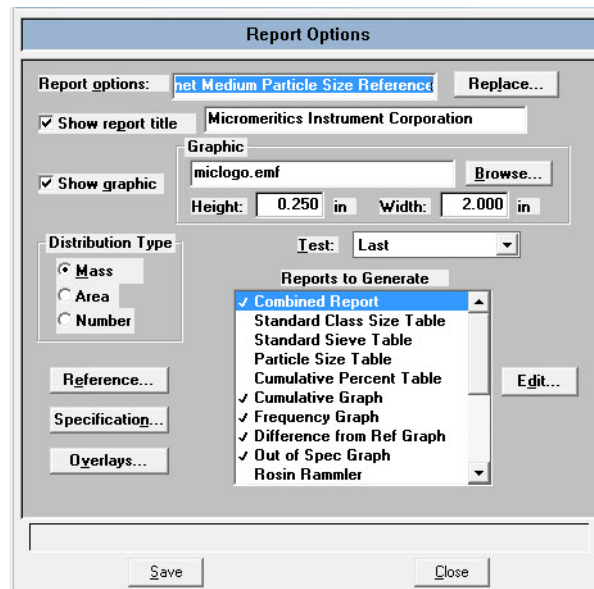 Report Options
Report options: net Medium Particle Size Reference Replace...
Show report title Micromeritics Instrument Corporation
Graphic
Show graphic miclogo.emf Browse...
Height: 0.250 in Width: 2.000 in
Distribution Type
Mass
Area
Number
Test: Last
Reports to Generate
Combined Report
Standard Class Size Table
Standard Sieve Table
Particle Size Table
Cumulative Percent Table
Cumulative Graph
Frequency Graph
Difference from Ref Graph
Out of Spec Graph
Rosin Rammler
Edit...
Reference...
Specification...
Overlays...
Save Close